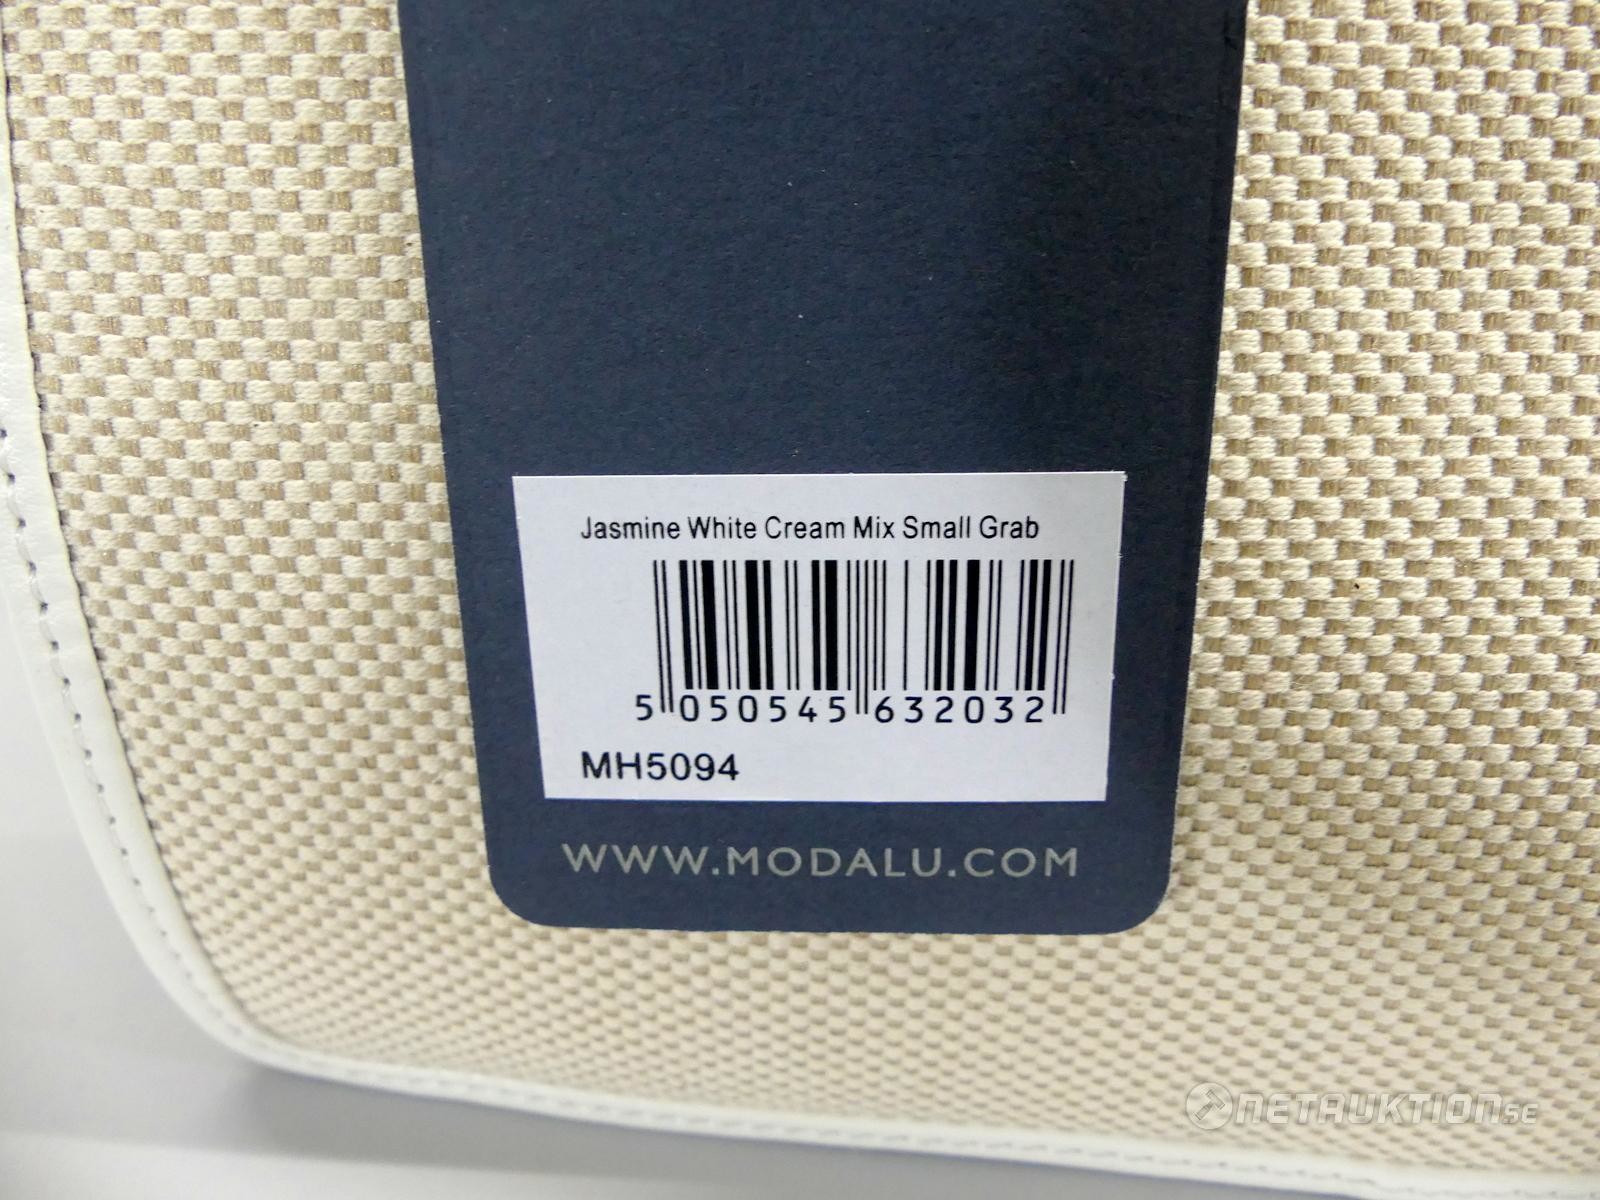 Jasmine White Cream Mix Small Grab
5 050545 632032
MH5094
WWW.MODALU.COM
NETAUKTION.SE